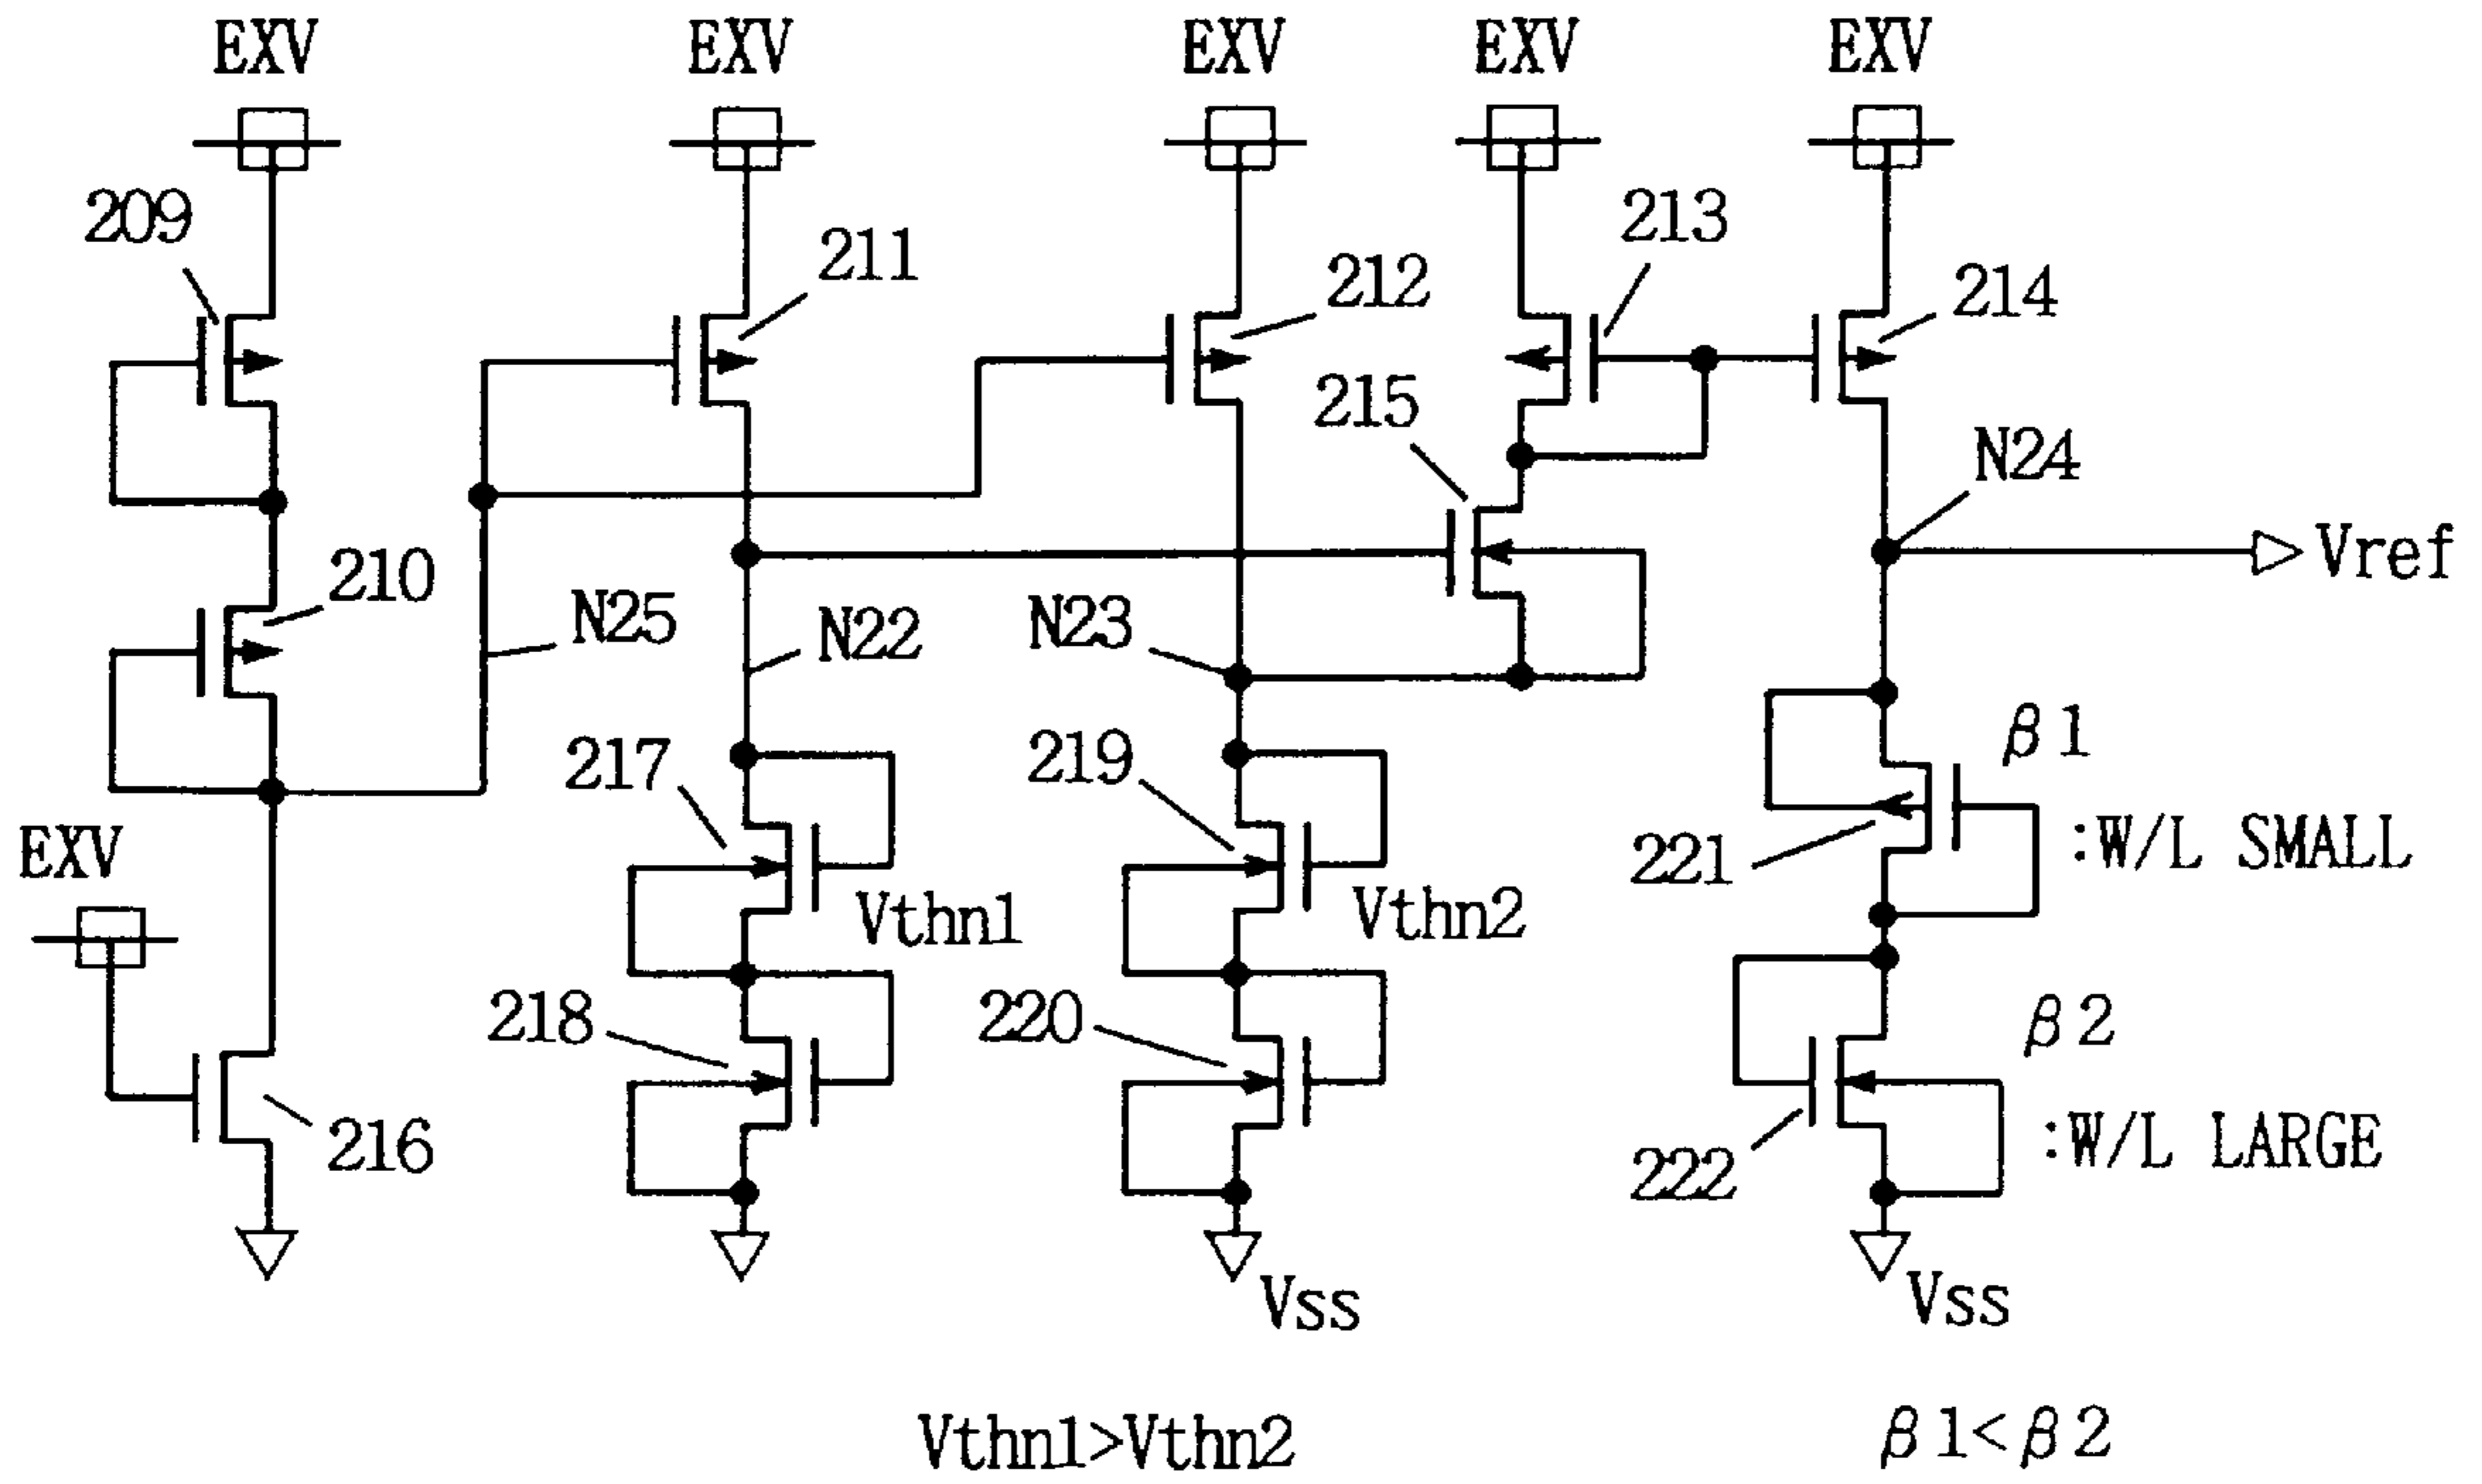 EXV EXV EXV EXV EXV
209
211
212
213
214
215
N24
Vref
210
N25
N22
N23
217
219
β1
:W/L SMALL
221
EXV
Vthn1
Vthn2
218
220
β2
:W/L LARGE
216
222
Vss
Vss
Vthn1>Vthn2
β1<β2